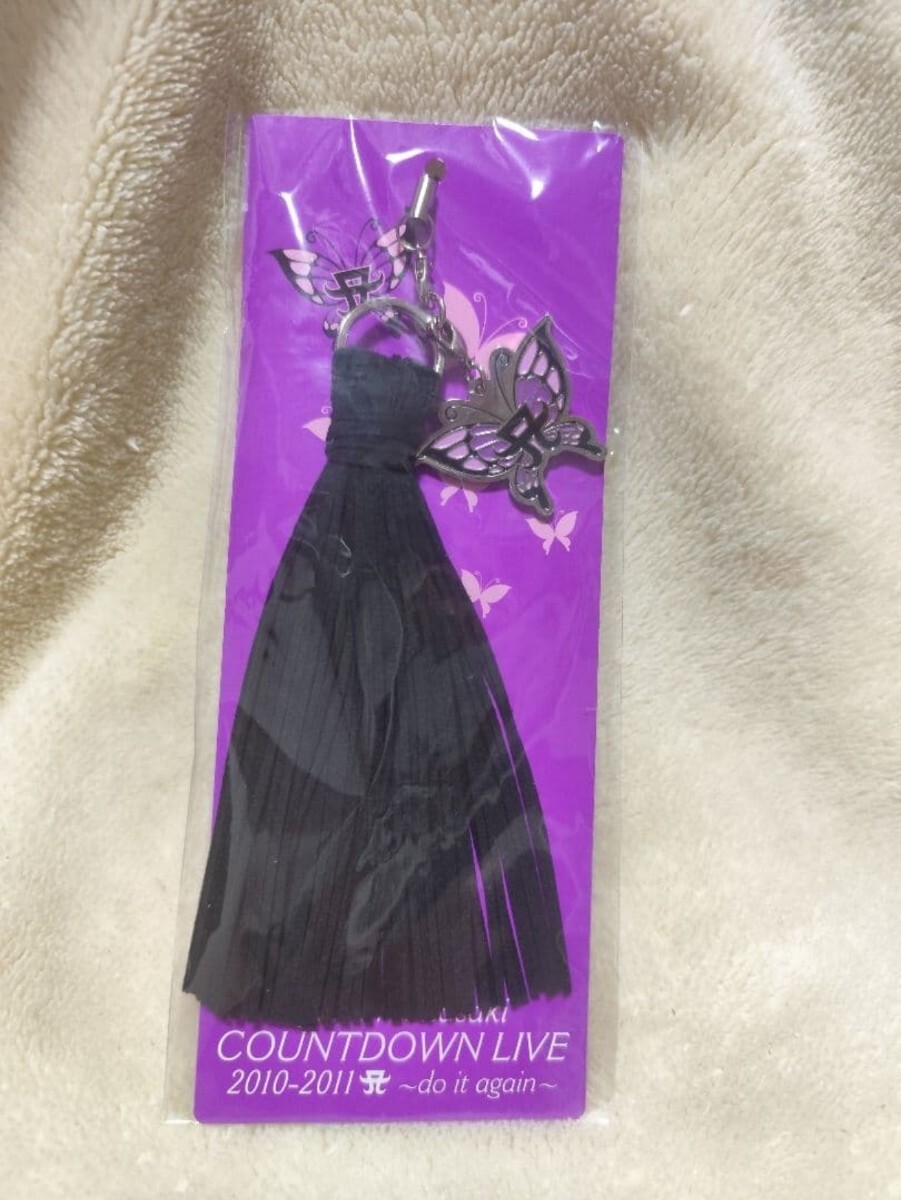 COUNTDOWN LIVE
2010-2011 A ~do it again~